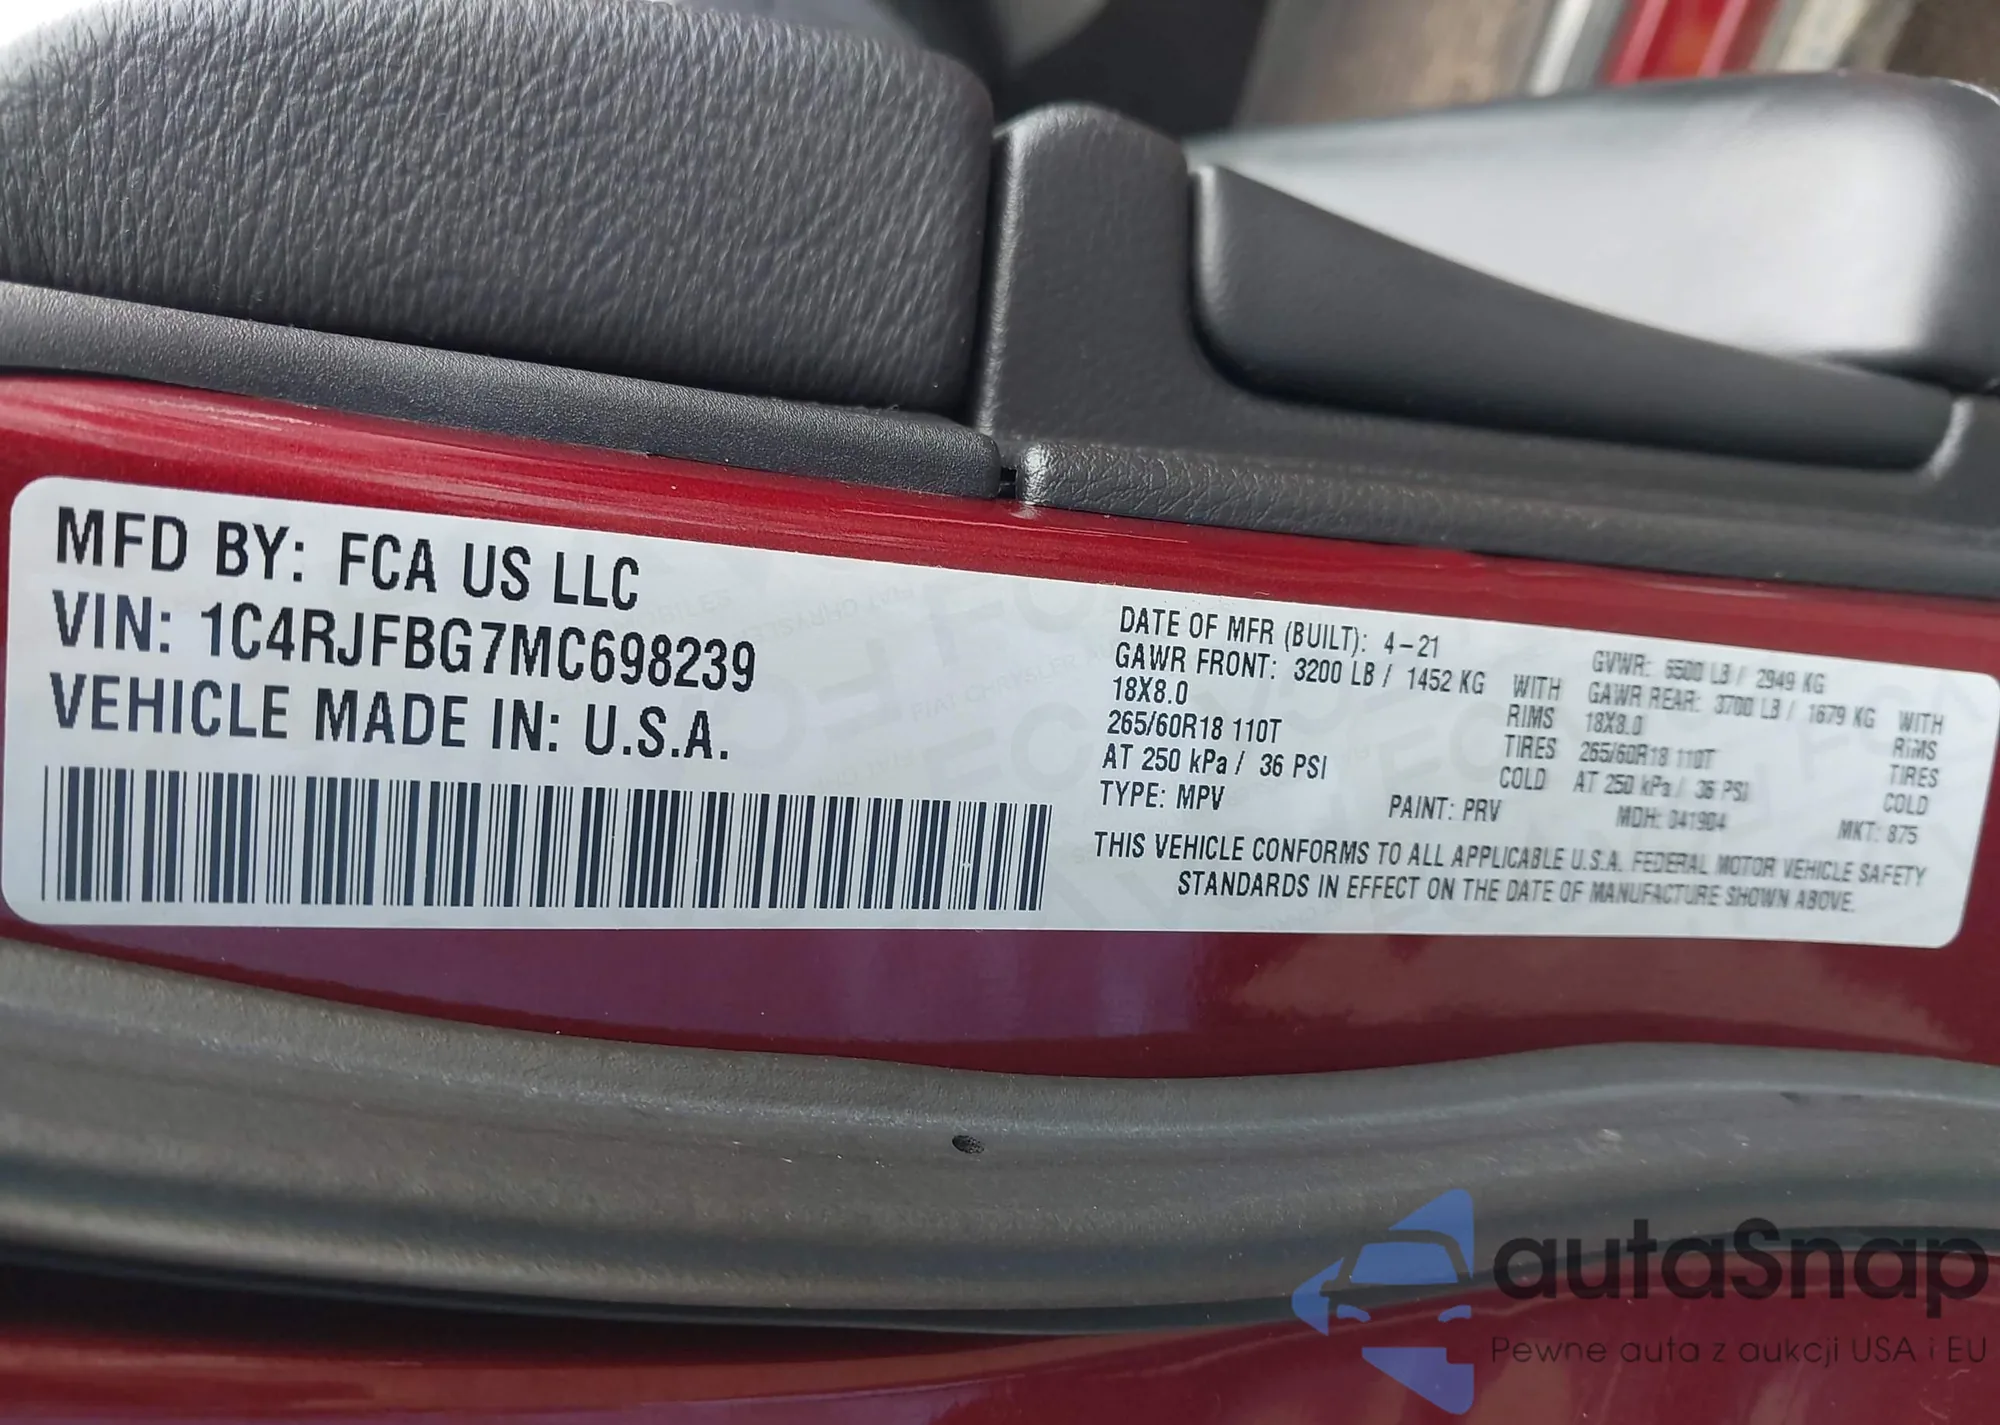 MFD BY: FCA US LLC
VIN: 1C4RJFBG7MC698239
VEHICLE MADE IN: U.S.A.
DATE OF MFR (BUILT): 4-21 GVWR: 6500 LB / 2949 KG
GAWR FRONT: 3200 LB / 1452 KG WITH GAWR REAR: 3700 LB / 1679 KG WITH
18X8.0 RIMS 18X8.0 RIMS
265/60R18 110T TIRES 265/60R18 110T TIRES
AT 250 kPa / 36 PSI COLD AT 250 kPa / 36 PSI COLD
TYPE: MPV PAINT: PRV MDH: 041904 MKT: 875
THIS VEHICLE CONFORMS TO ALL APPLICABLE U.S.A. FEDERAL MOTOR VEHICLE SAFETY
STANDARDS IN EFFECT ON THE DATE OF MANUFACTURE SHOWN ABOVE.
autaSnap
Pewne auta z aukcji USA i EU